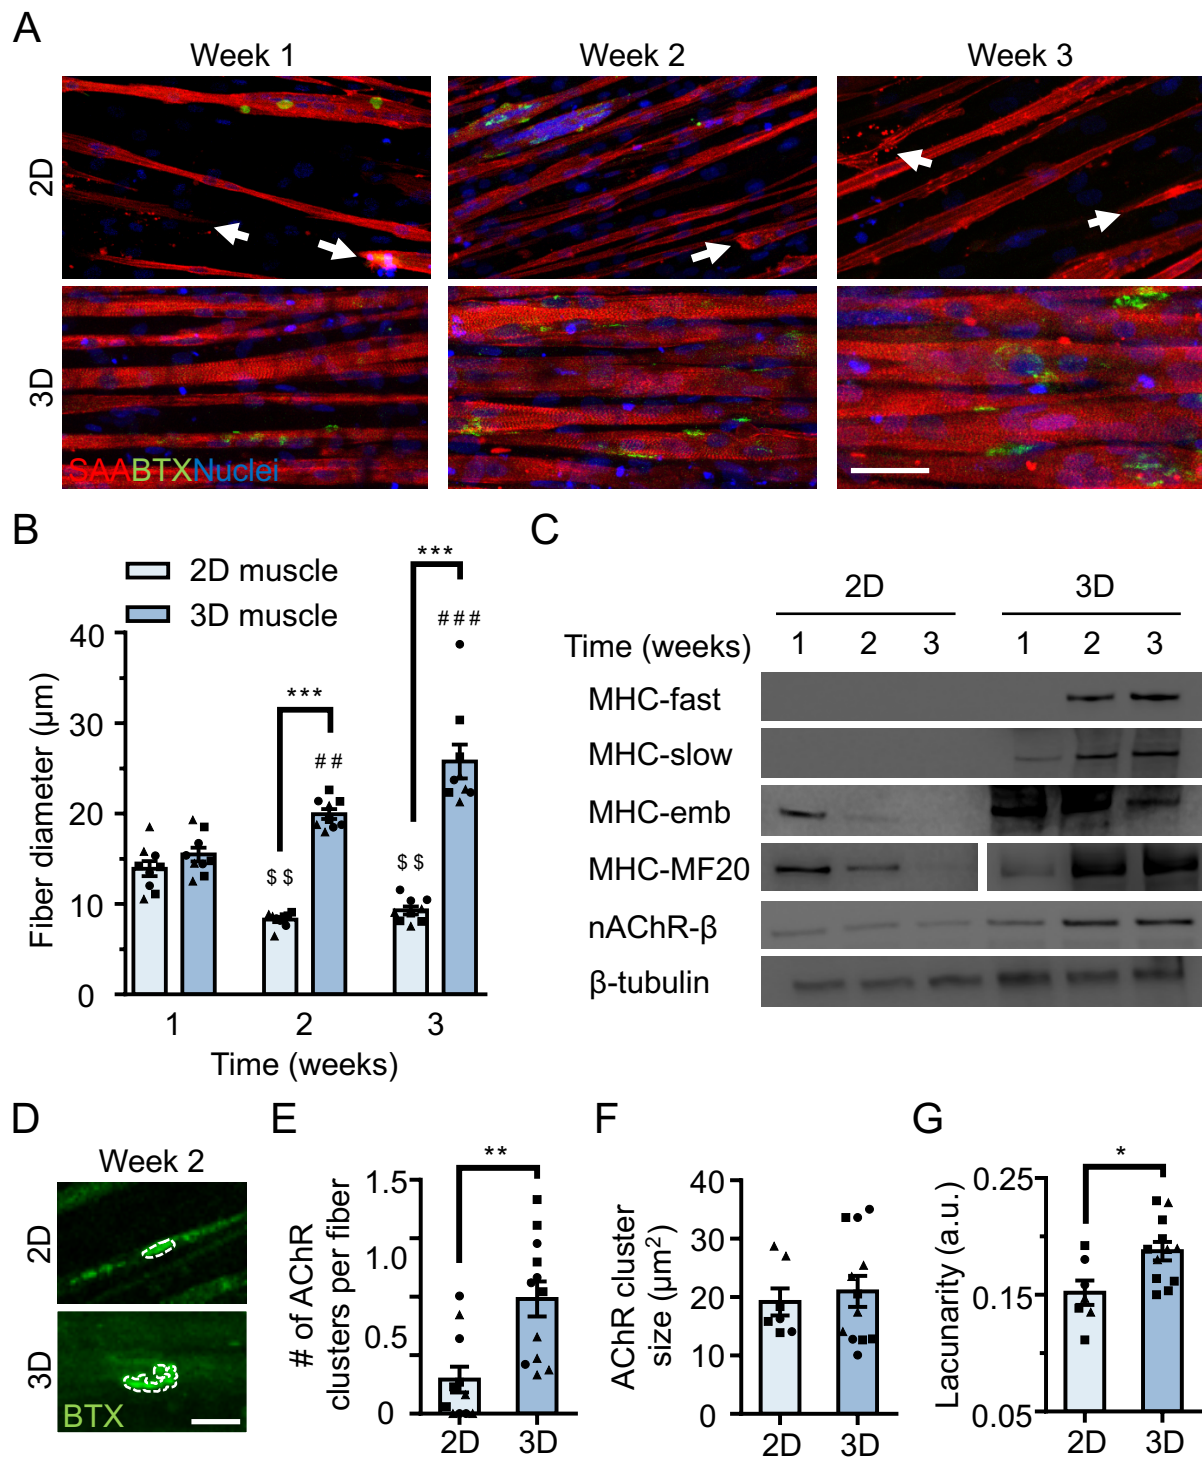 A
Week 1 Week 2 Week 3
2D
3D
SAABTXNuclei
B
2D muscle
3D muscle
Fiber diameter (µm)
40
30
20
10
0
$ $
***
# #
$ $
***
# # #
1 2 3
Time (weeks)
C
2D 3D
Time (weeks) 1 2 3 1 2 3
MHC-fast
MHC-slow
MHC-emb
MHC-MF20
nAChR-β
β-tubulin
D
Week 2
2D
3D
BTX
E
# of AChR
clusters per fiber
1.5
1.0
0.5
0
**
2D 3D
F
AChR cluster
size (µm²)
40
30
20
10
0
2D 3D
G
Lacunarity (a.u.)
0.25
0.15
0.05
*
2D 3D